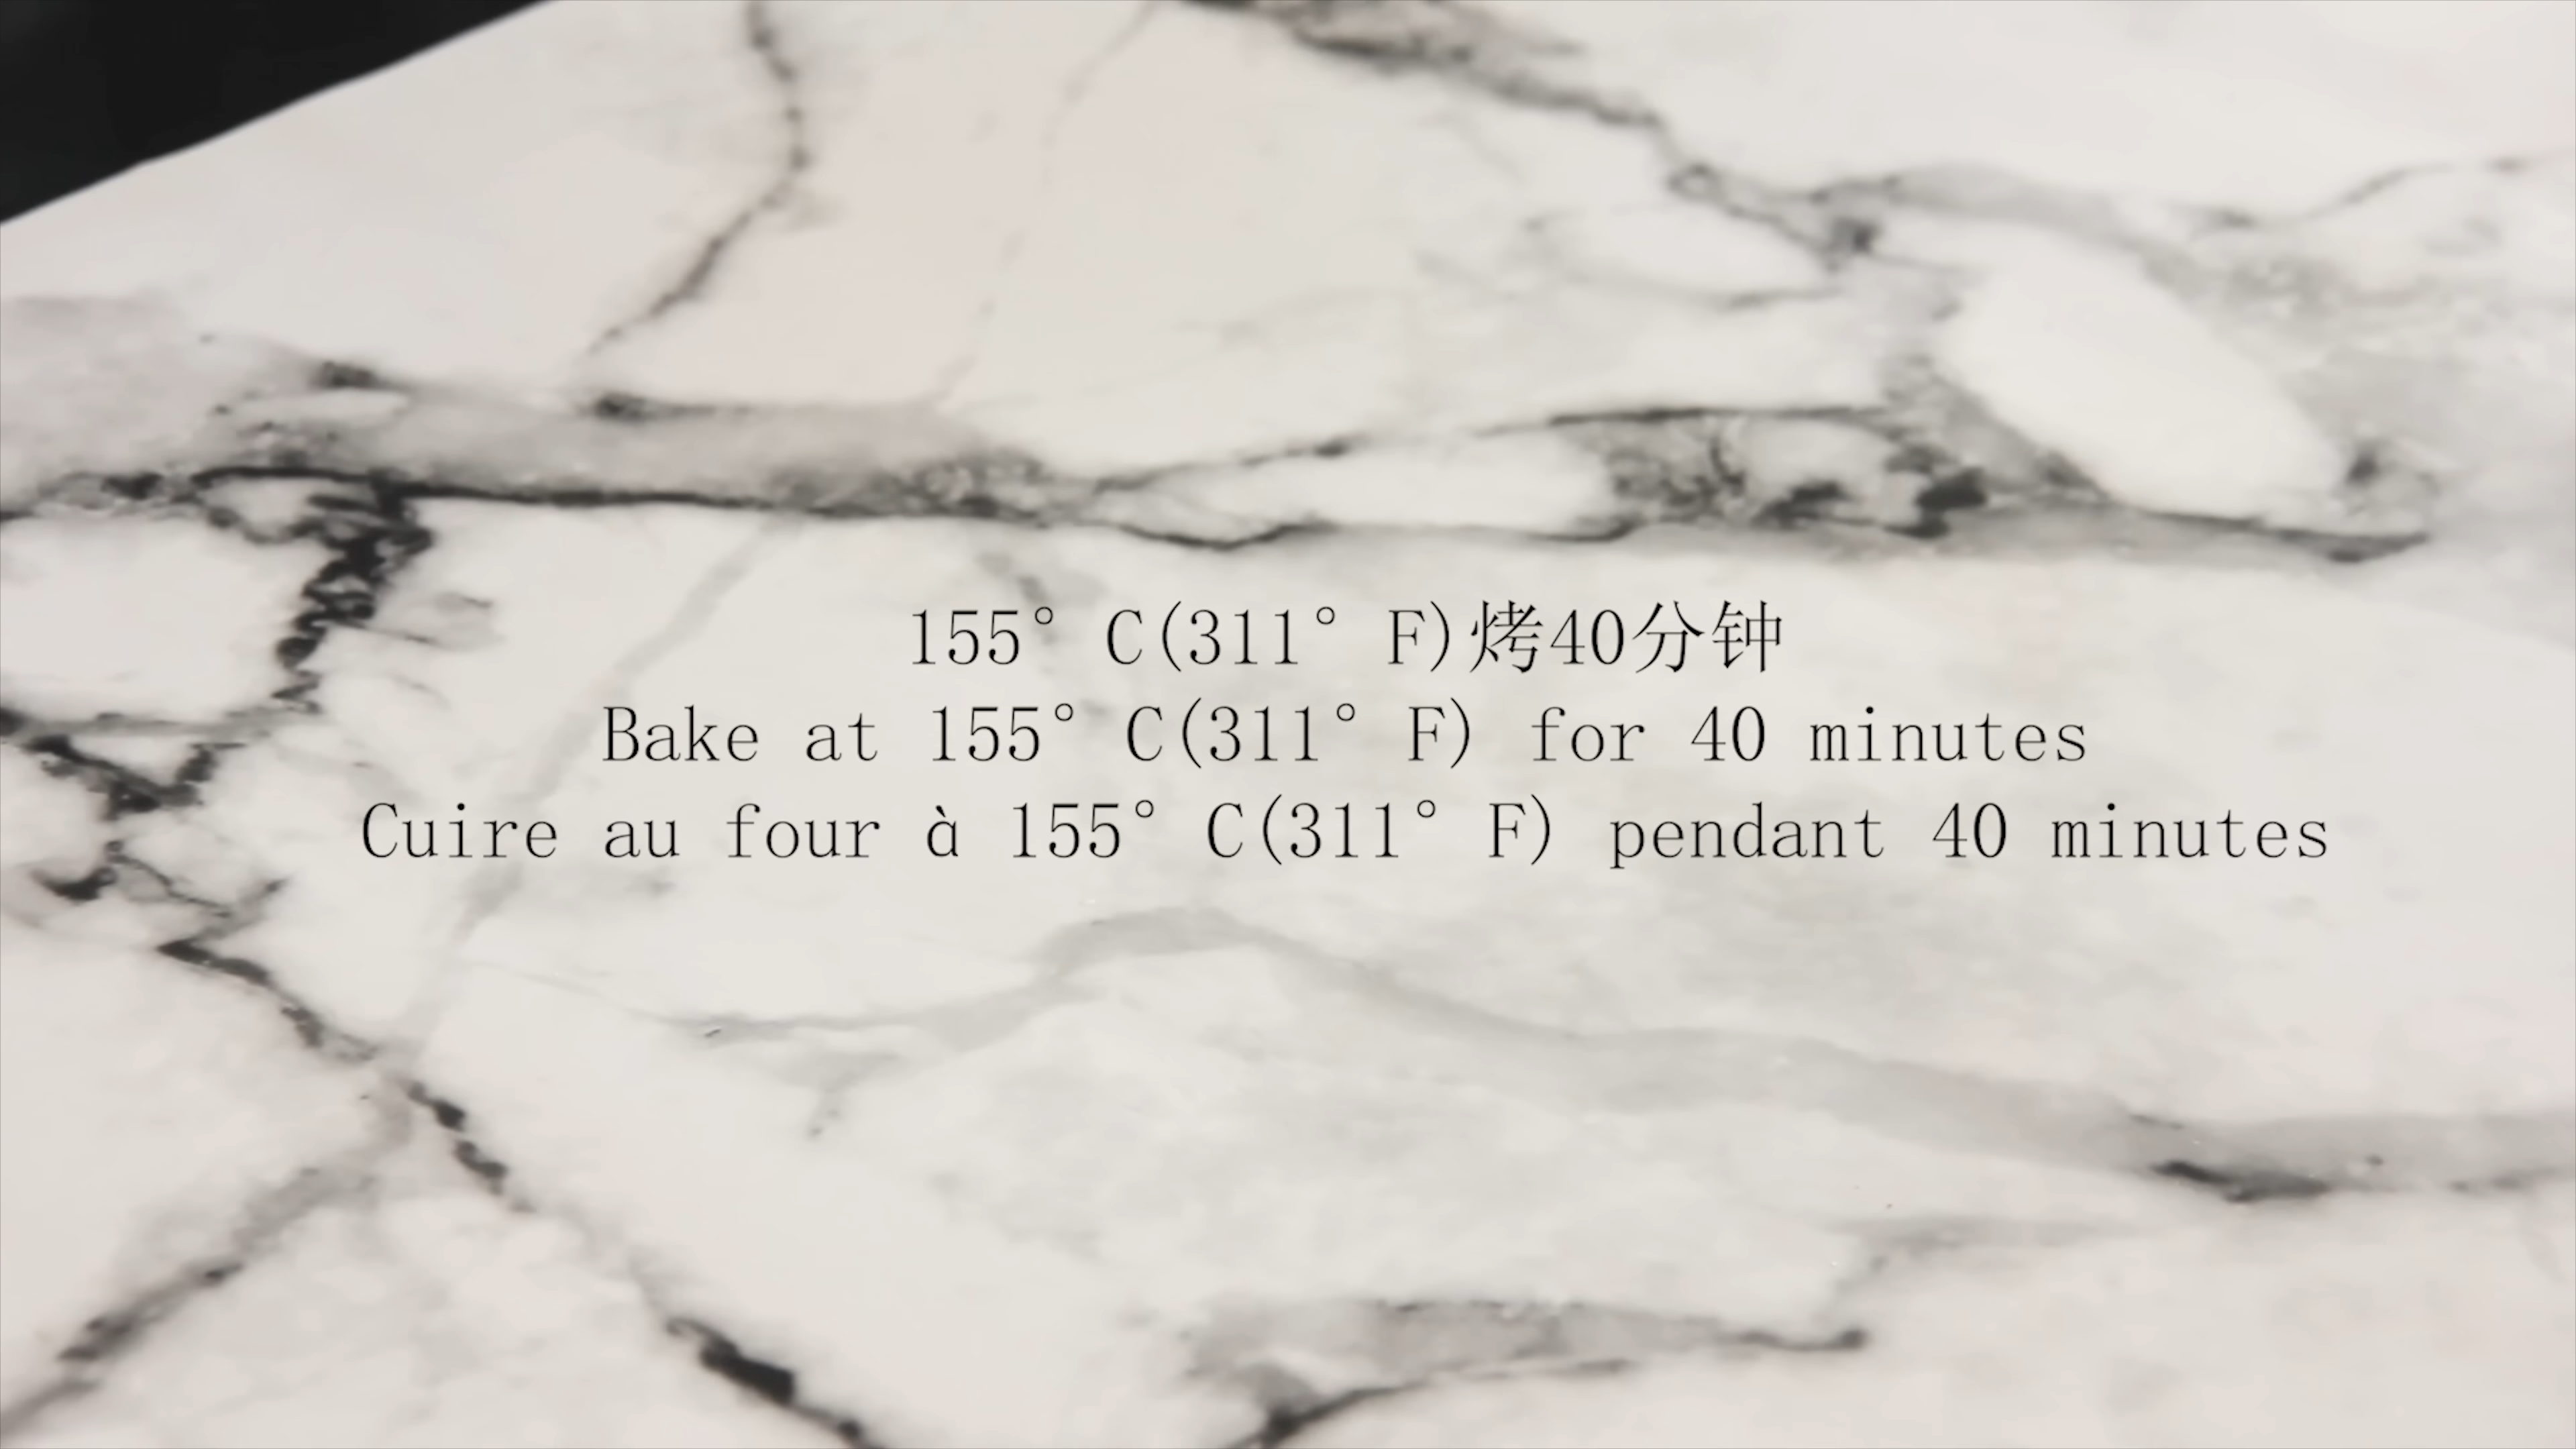 155°C(311°F)烤40分钟
Bake at 155°C(311°F) for 40 minutes
Cuire au four à 155°C(311°F) pendant 40 minutes